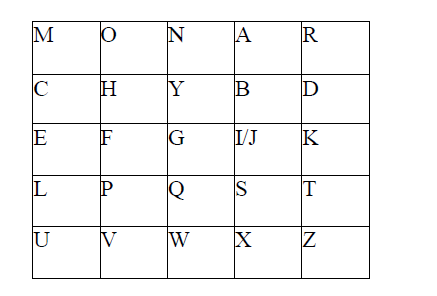 M O N A R
C H Y B D
E F G I/J K
L P Q S T
U V W X Z